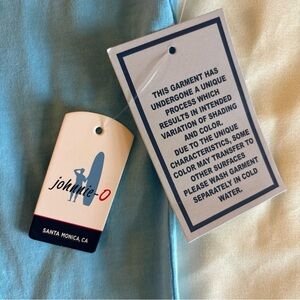 johnnie-O
SANTA MONICA, CA
THIS GARMENT HAS
UNDERGONE A UNIQUE
PROCESS WHICH
RESULTS IN INTENDED
VARIATION OF SHADING
AND COLOR.
DUE TO THE UNIQUE
CHARACTERISTICS, SOME
COLOR MAY TRANSFER TO
OTHER SURFACES
PLEASE WASH GARMENT
SEPARATELY IN COLD
WATER.